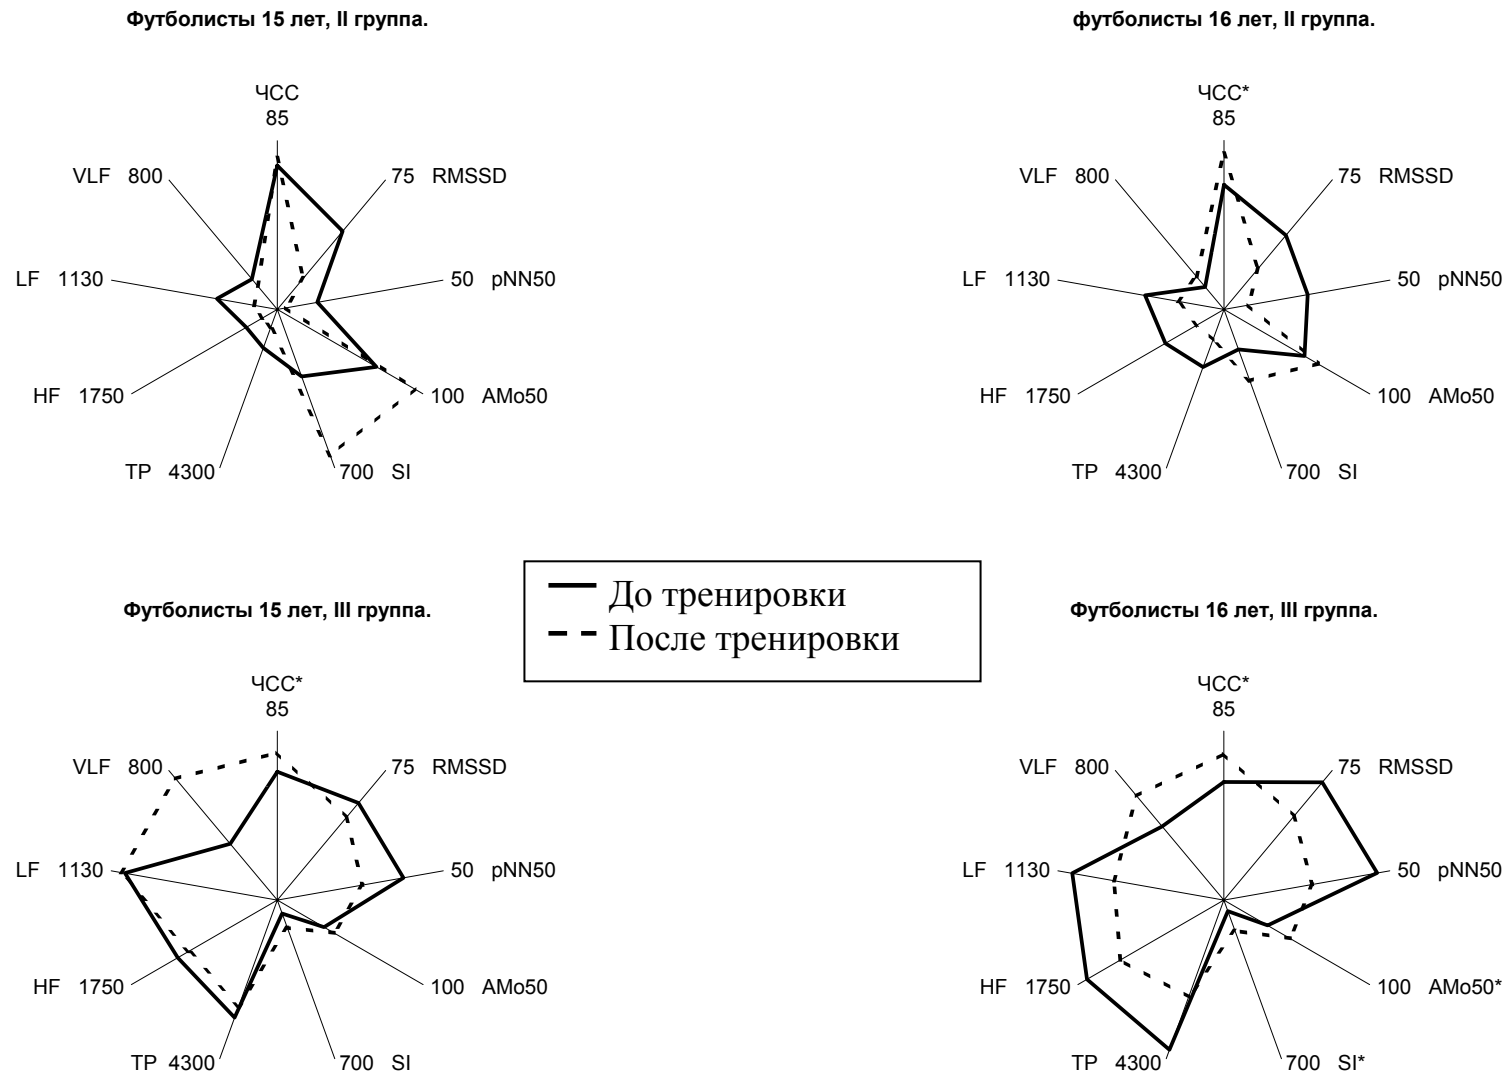 Футболисты 15 лет, II группа.
ЧСС
85
VLF 800
75 RMSSD
LF 1130
50 pNN50
HF 1750
100 AMo50
TP 4300
700 SI
футболисты 16 лет, II группа.
ЧСС*
85
VLF 800
75 RMSSD
LF 1130
50 pNN50
HF 1750
100 AMo50
TP 4300
700 SI
До тренировки
После тренировки
Футболисты 15 лет, III группа.
ЧСС*
85
VLF 800
75 RMSSD
LF 1130
50 pNN50
HF 1750
100 AMo50
TP 4300
700 SI
Футболисты 16 лет, III группа.
ЧСС*
85
VLF 800
75 RMSSD
LF 1130
50 pNN50
HF 1750
100 AMo50*
TP 4300
700 SI*